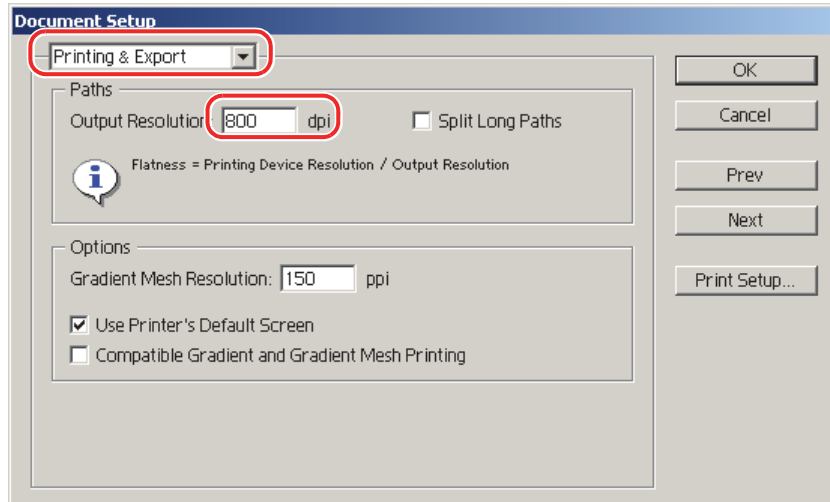 Document Setup
Printing & Export
OK
Paths
Output Resolution: 800 dpi
Split Long Paths
Cancel
Flatness = Printing Device Resolution / Output Resolution
Prev
Next
Options
Gradient Mesh Resolution: 150 ppi
Print Setup...
Use Printer's Default Screen
Compatible Gradient and Gradient Mesh Printing